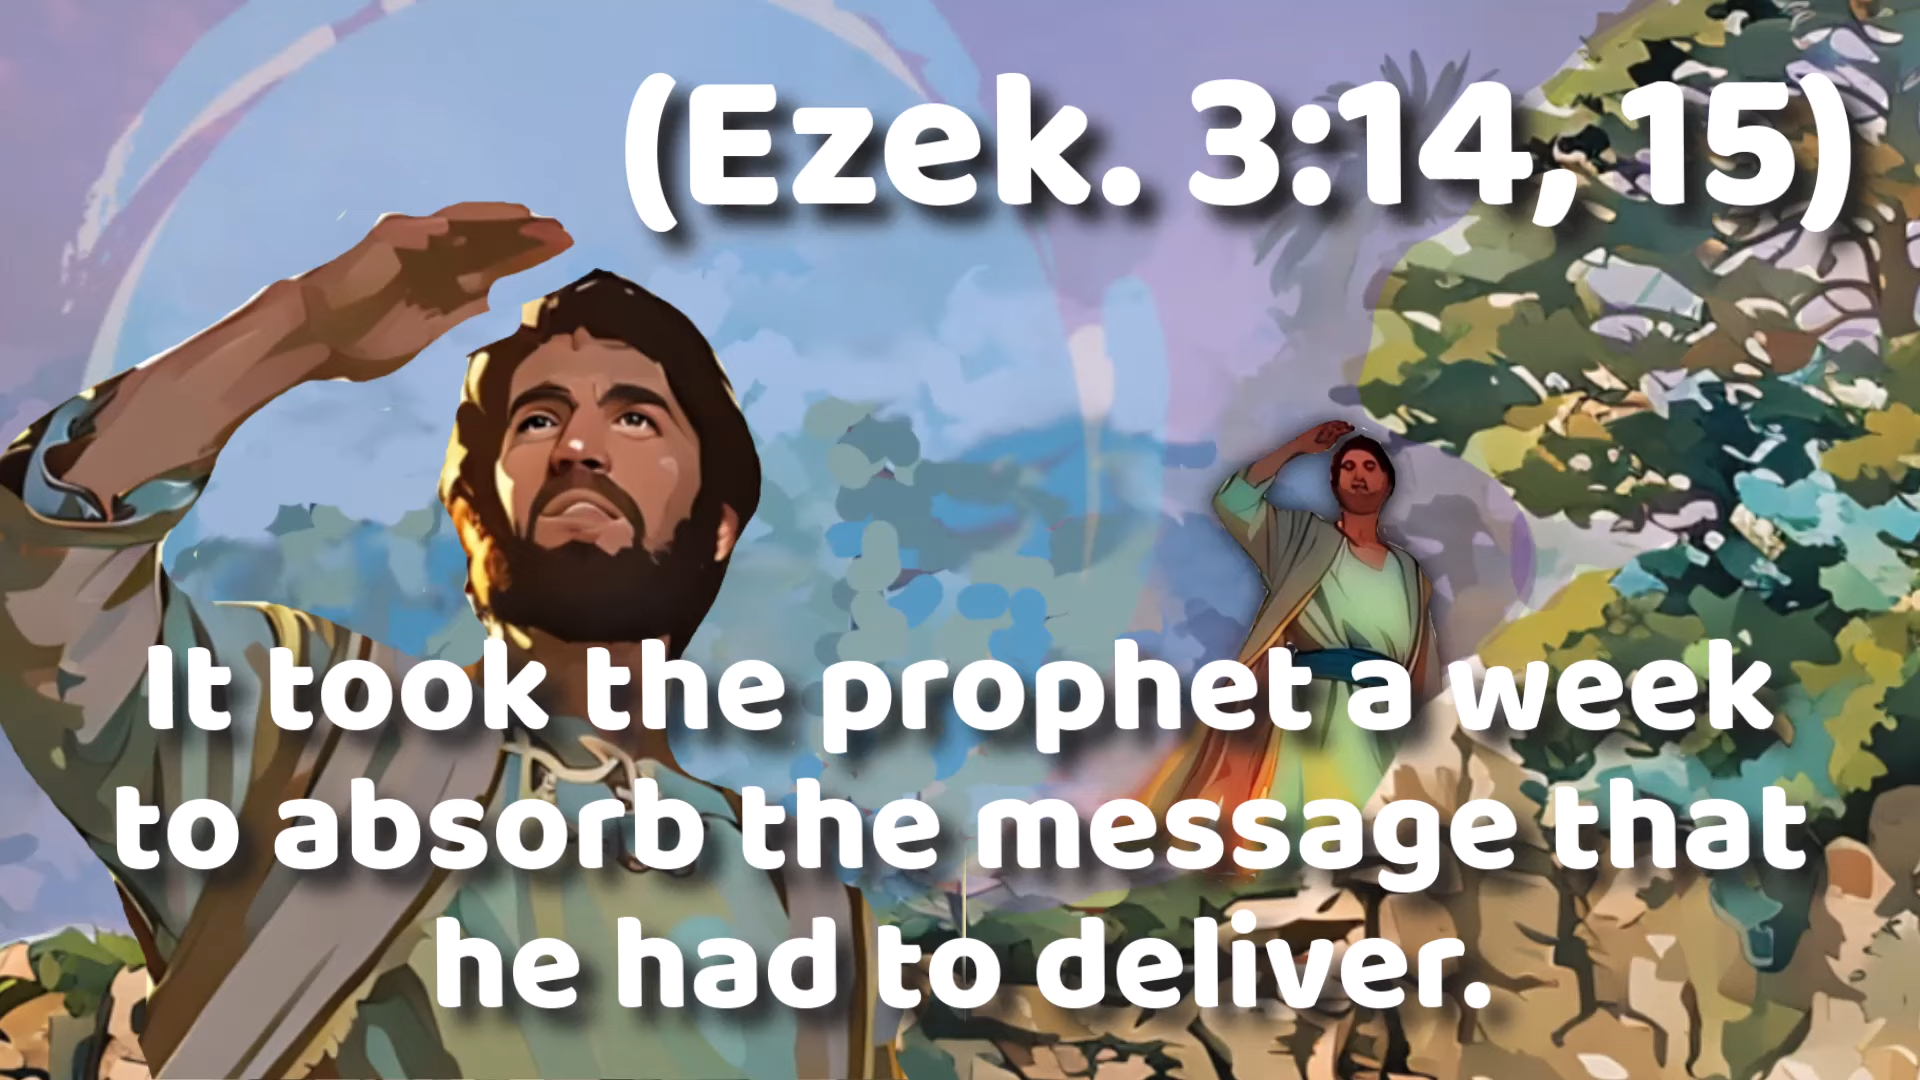 (Ezek. 3:14, 15)
It took the prophet a week
to absorb the message that
he had to deliver.